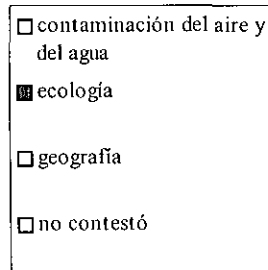 contaminación del aire y
del agua
ecología
geografía
no contestó